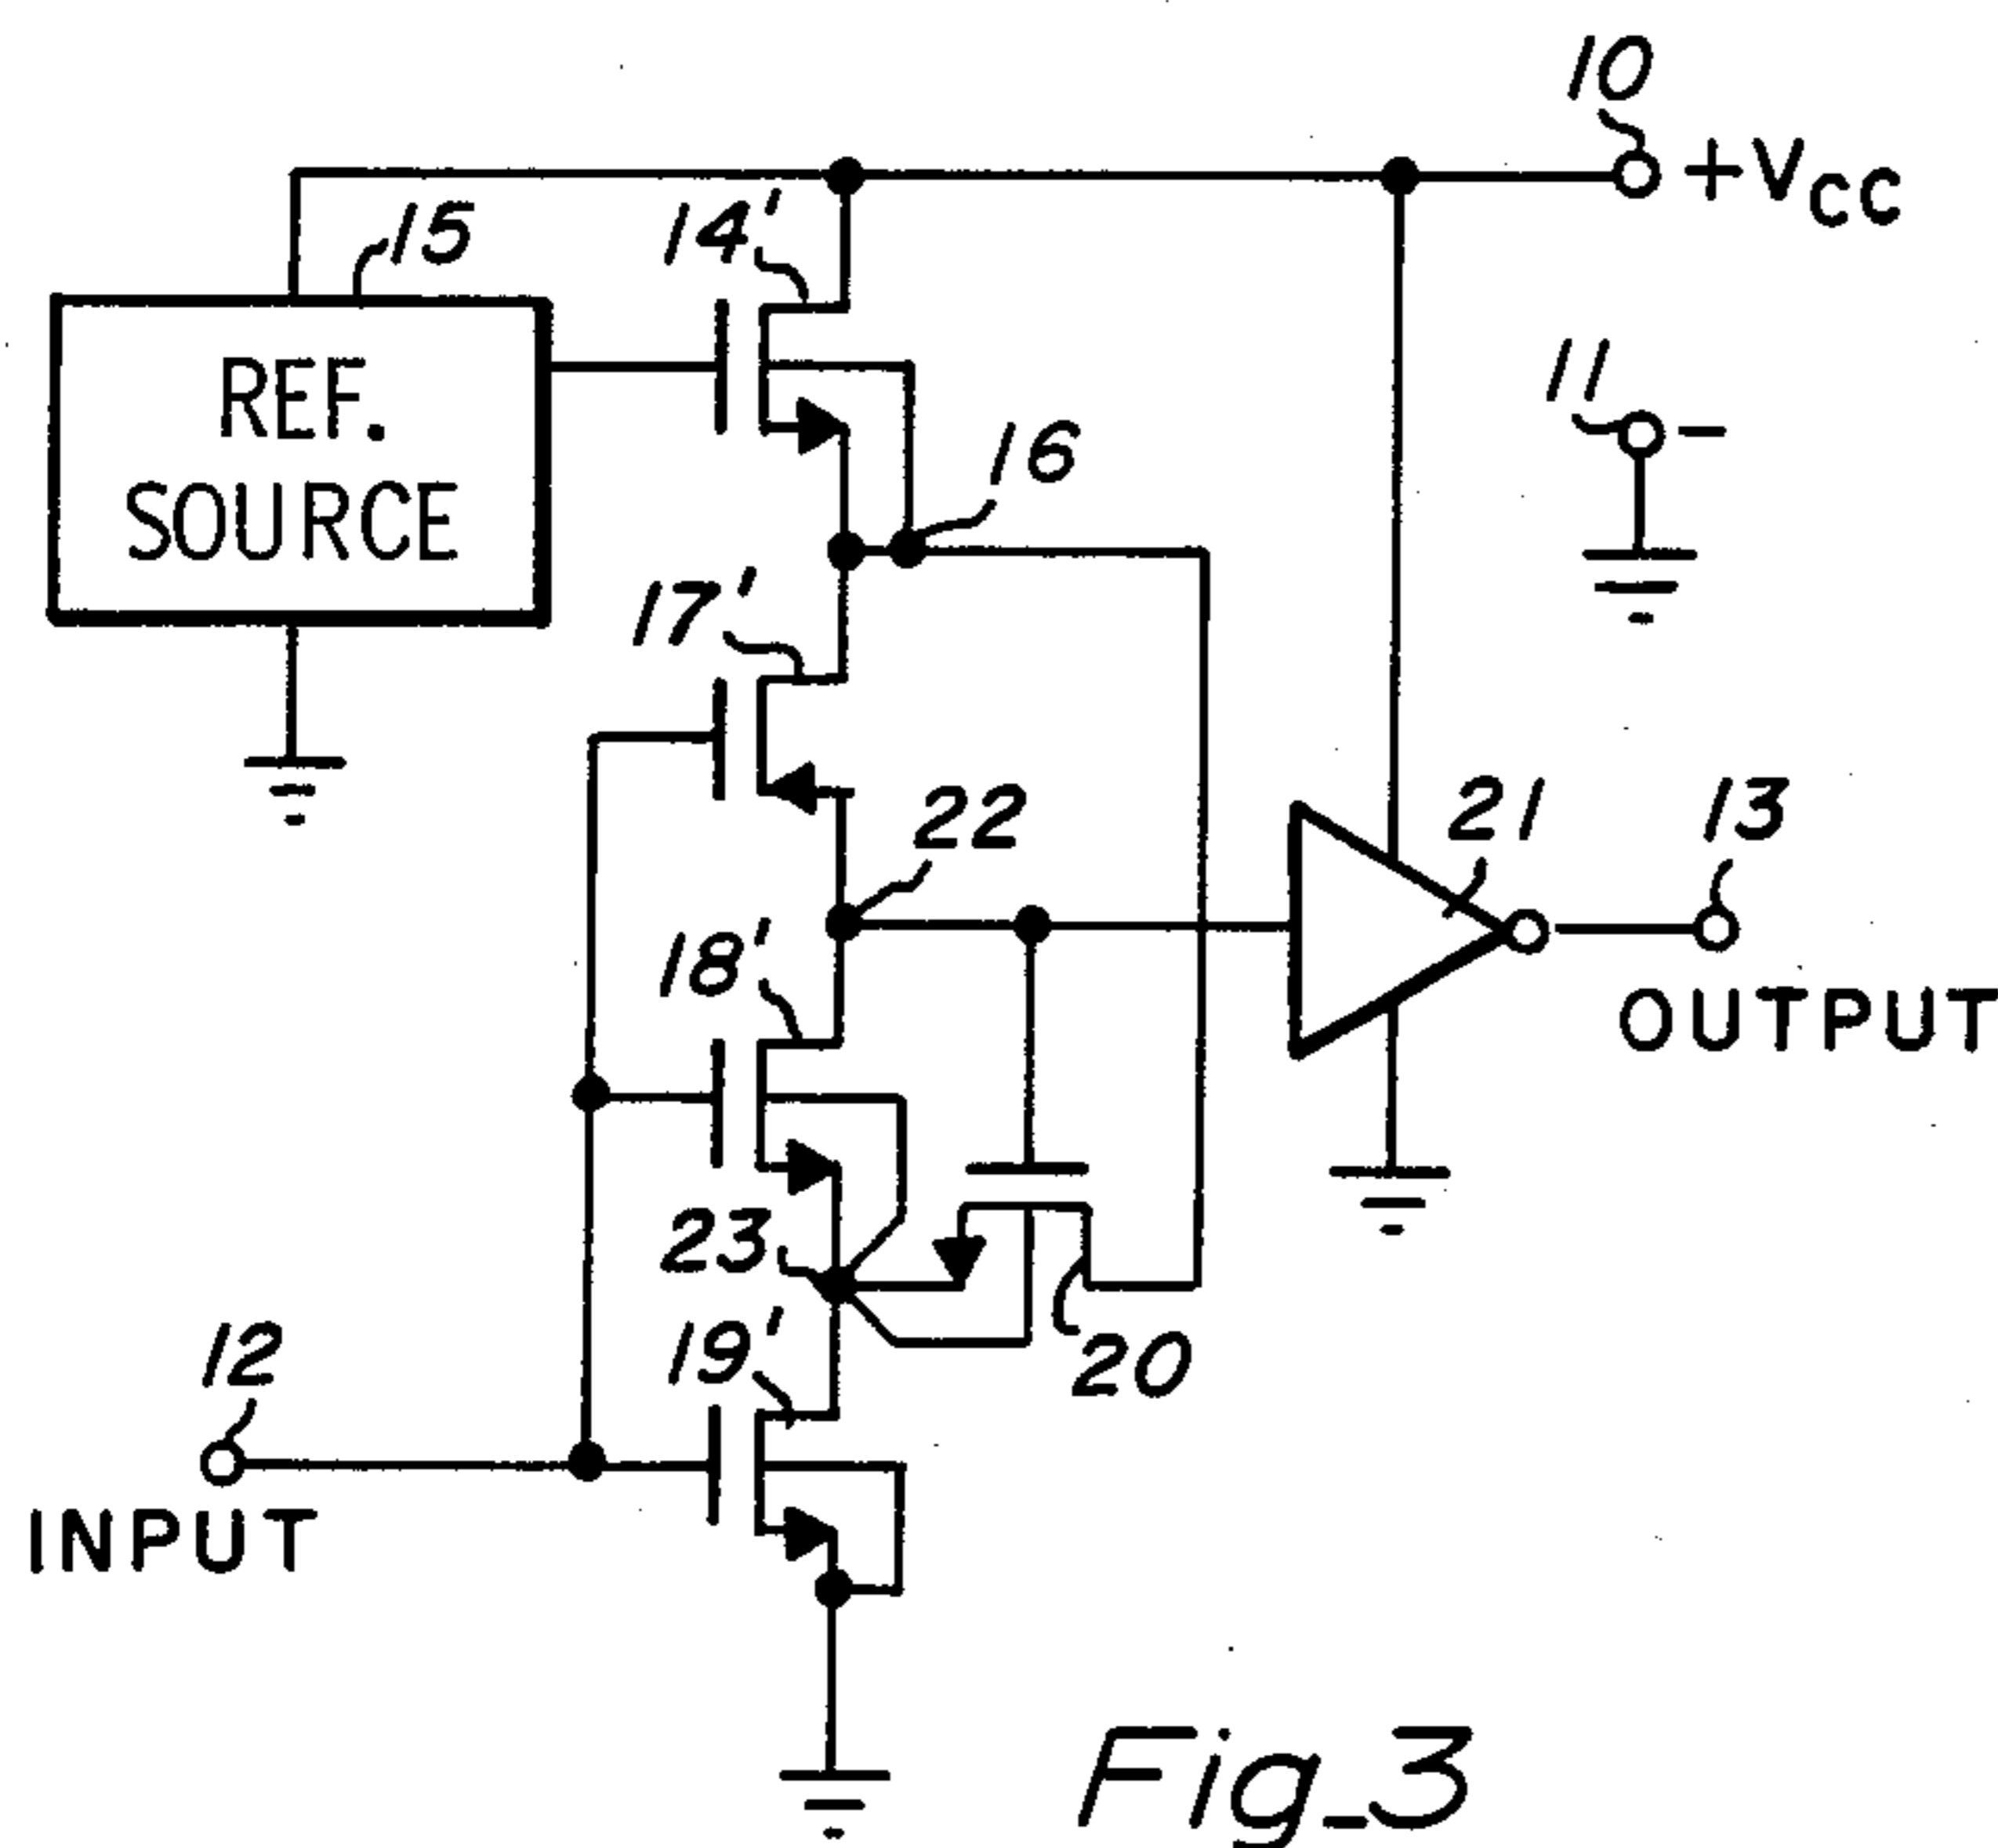 10
+VCC
15
14'
REF.
SOURCE
11
−
16
17'
22
21
13
18'
OUTPUT
23
19'
20
12
INPUT
Fig_3